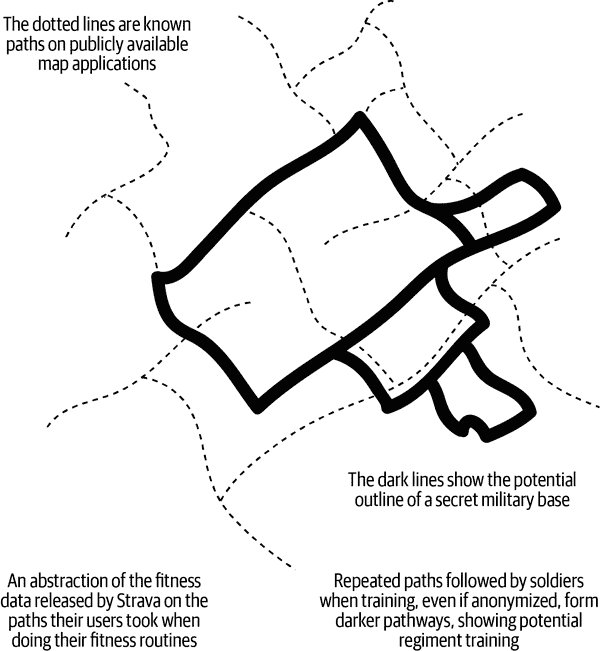 The dotted lines are known
paths on publicly available
map applications
The dark lines show the potential
outline of a secret military base
An abstraction of the fitness
data released by Strava on the
paths their users took when
doing their fitness routines
Repeated paths followed by soldiers
when training, even if anonymized, form
darker pathways, showing potential
regiment training